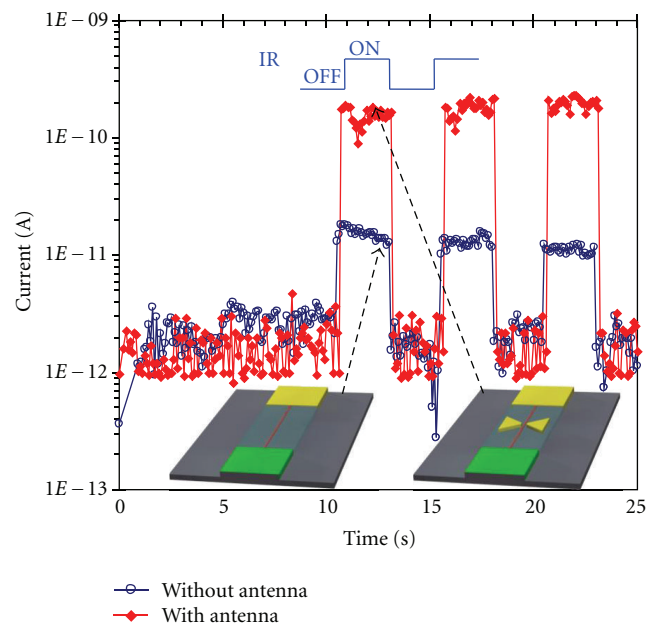 1E−09
1E−10
1E−11
1E−12
1E−13
Current (A)
IR
OFF
ON
0 5 10 15 20 25
Time (s)
Without antenna
With antenna